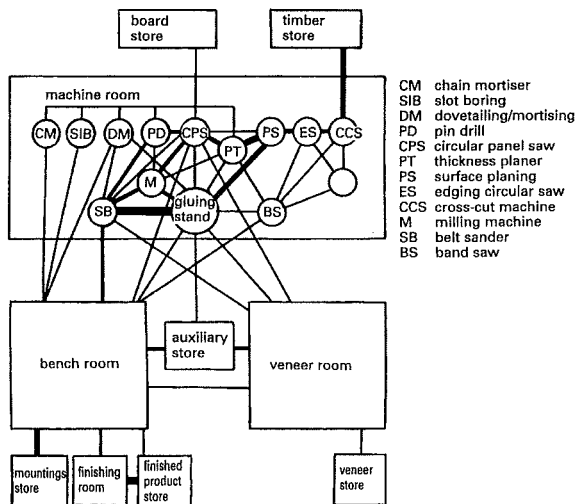 board
store
timber
store
machine room
CM
SIB
DM
PD
CPS
PT
PS
ES
CCS
M
SB
gluing
stand
BS
CM chain mortiser
SIB slot boring
DM dovetailing/mortising
PD pin drill
CPS circular panel saw
PT thickness planer
PS surface planing
ES edging circular saw
CCS cross-cut machine
M milling machine
SB belt sander
BS band saw
bench room
auxiliary
store
veneer room
mountings
store
finishing
room
finished
product
store
veneer
store